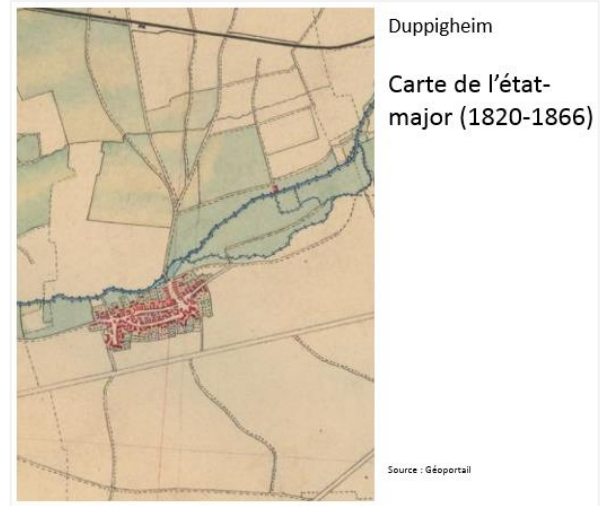 Duppigheim
Carte de l'état-
major (1820-1866)
Source : Géoportail